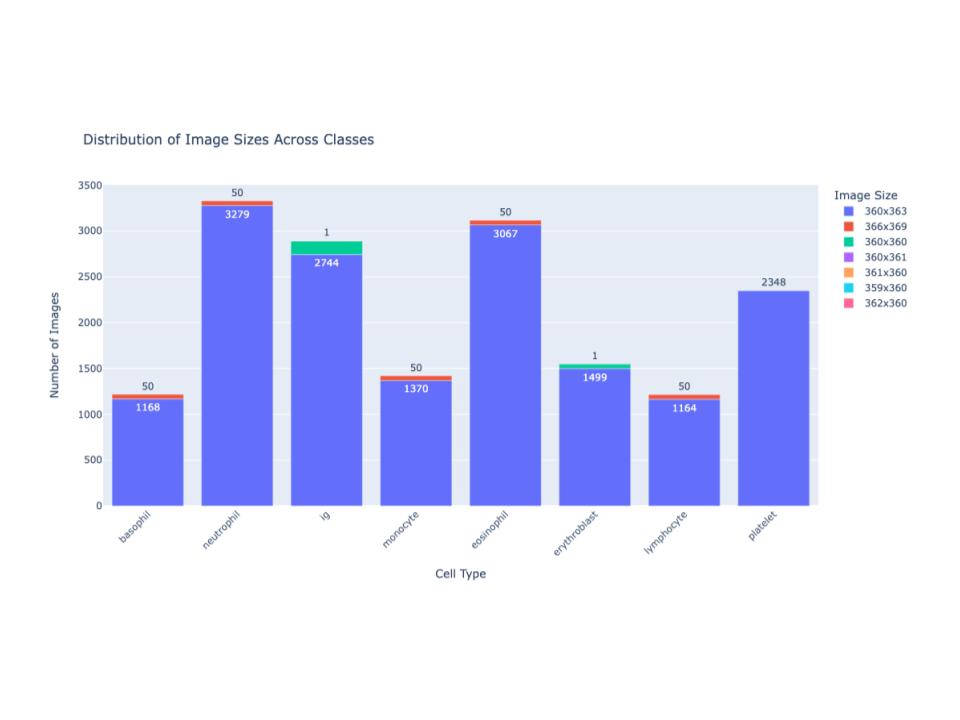 Distribution of Image Sizes Across Classes
Image Size
360x363
366x369
360x360
360x361
361x360
359x360
362x360
Number of Images
3500
3000
2500
2000
1500
1000
500
0
50
1168
50
3279
1
2744
50
1370
50
3067
1
1499
50
1164
2348
basophil
neutrophil
ig
monocyte
eosinophil
erythroblast
lymphocyte
platelet
Cell Type